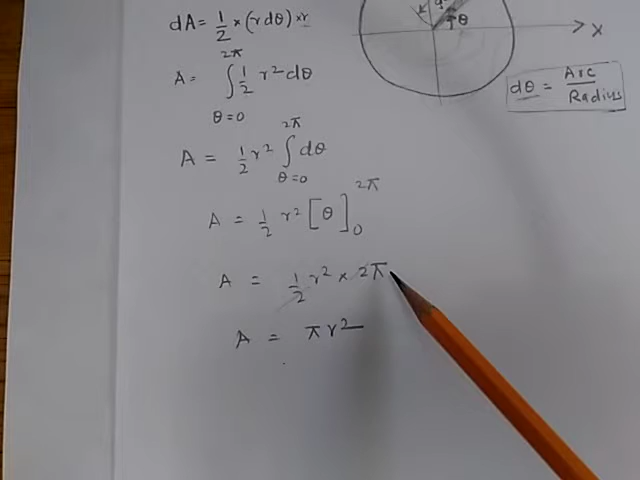 dA = 1/2 × (r dθ) × r
θ
X
A = ∫_{θ=0}^{2π} 1/2 r² dθ
dθ = Arc/Radius
A = 1/2 r² ∫_{θ=0}^{2π} dθ
A = 1/2 r² [θ]_0^{2π}
A = 1/2 r² × 2π
A = πr²